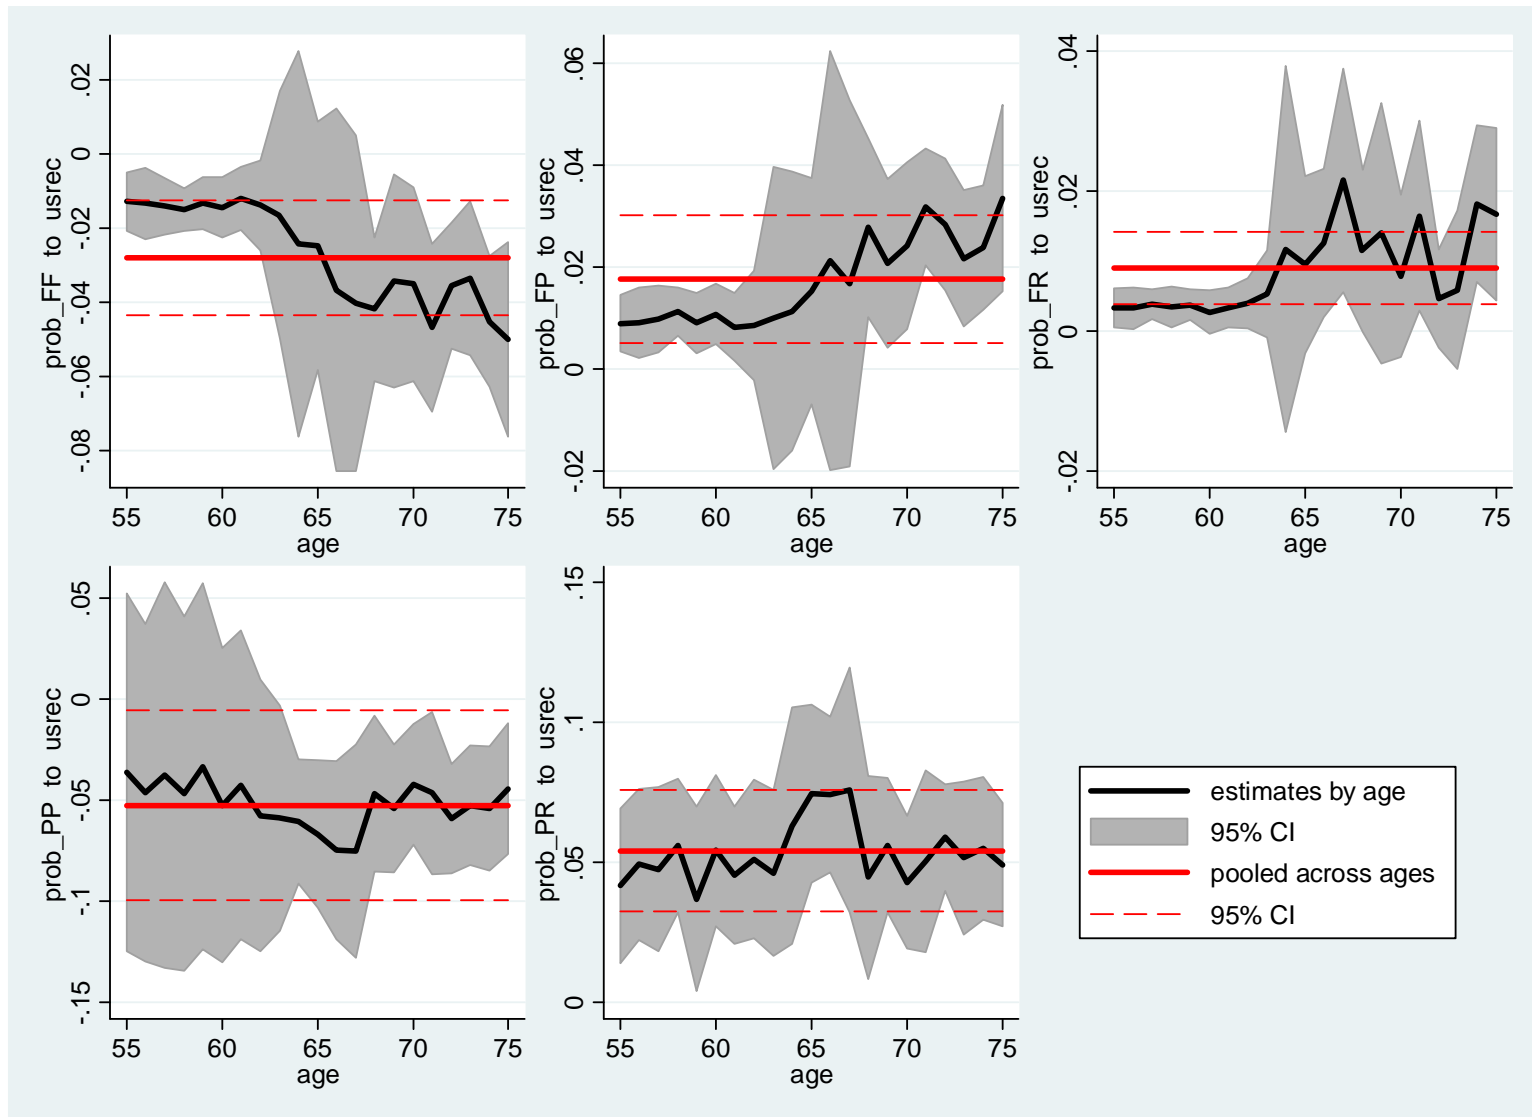 prob_FF to usrec
.02
0
-.02
-.04
-.06
-.08
55 60 65 70 75
age
prob_FP to usrec
.06
.04
.02
0
-.02
55 60 65 70 75
age
prob_FR to usrec
.04
.02
0
-.02
55 60 65 70 75
age
prob_PP to usrec
.05
0
-.05
-.1
-.15
55 60 65 70 75
age
prob_PR to usrec
.15
.1
.05
0
55 60 65 70 75
age
estimates by age
95% CI
pooled across ages
95% CI